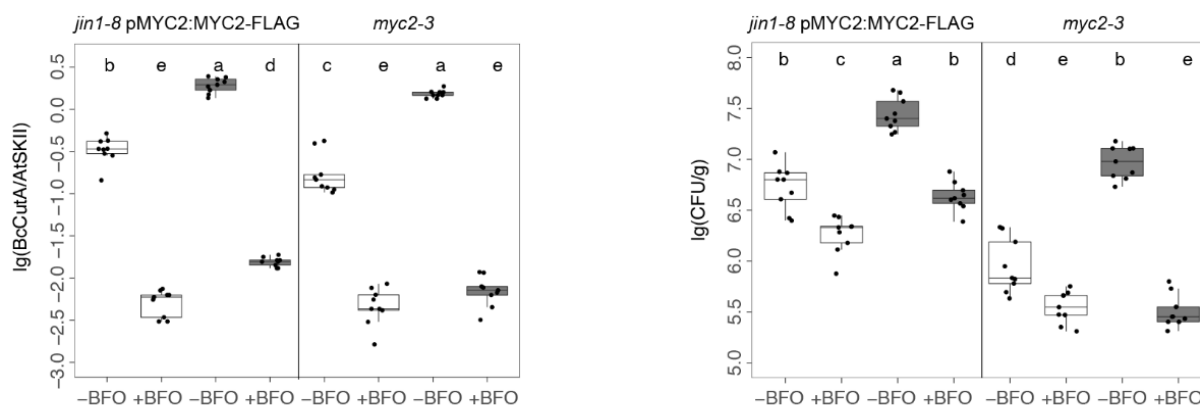 jin1-8 pMYC2:MYC2-FLAG myc2-3
b e a d c e a e
lg(BcCutA/AtSKII)
0.5
0.0
−0.5
−1.0
−1.5
−2.0
−2.5
−3.0
−BFO +BFO −BFO +BFO −BFO +BFO −BFO +BFO
jin1-8 pMYC2:MYC2-FLAG myc2-3
b c a b d e b e
lg(CFU/g)
8.0
7.5
7.0
6.5
6.0
5.5
5.0
−BFO +BFO −BFO +BFO −BFO +BFO −BFO +BFO